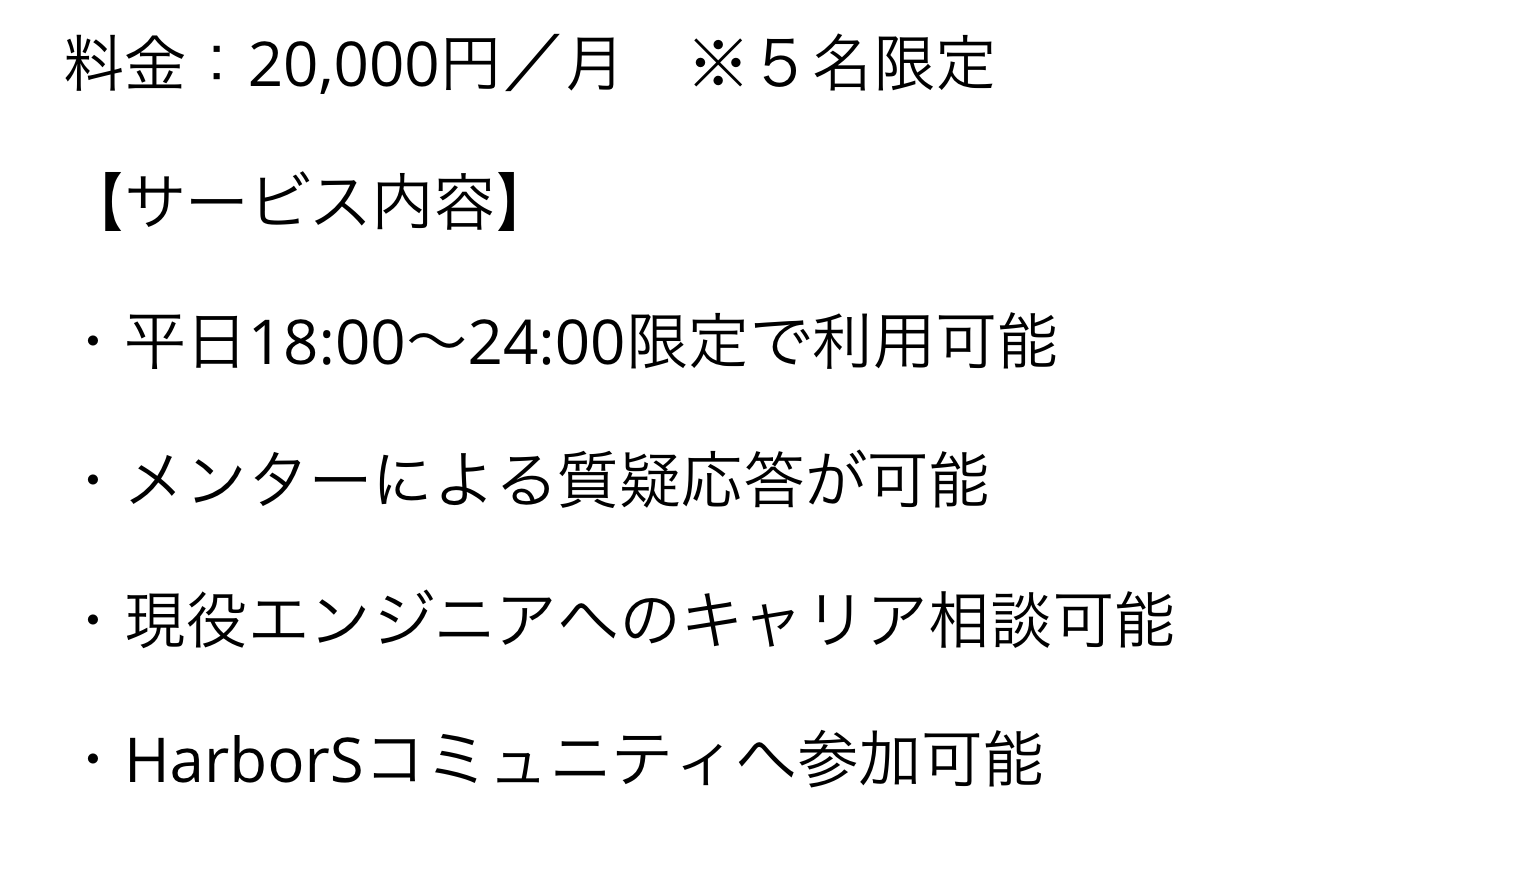 料金：20,000円／月　※５名限定
【サービス内容】
・平日18:00〜24:00限定で利用可能
・メンターによる質疑応答が可能
・現役エンジニアへのキャリア相談可能
・HarborSコミュニティへ参加可能